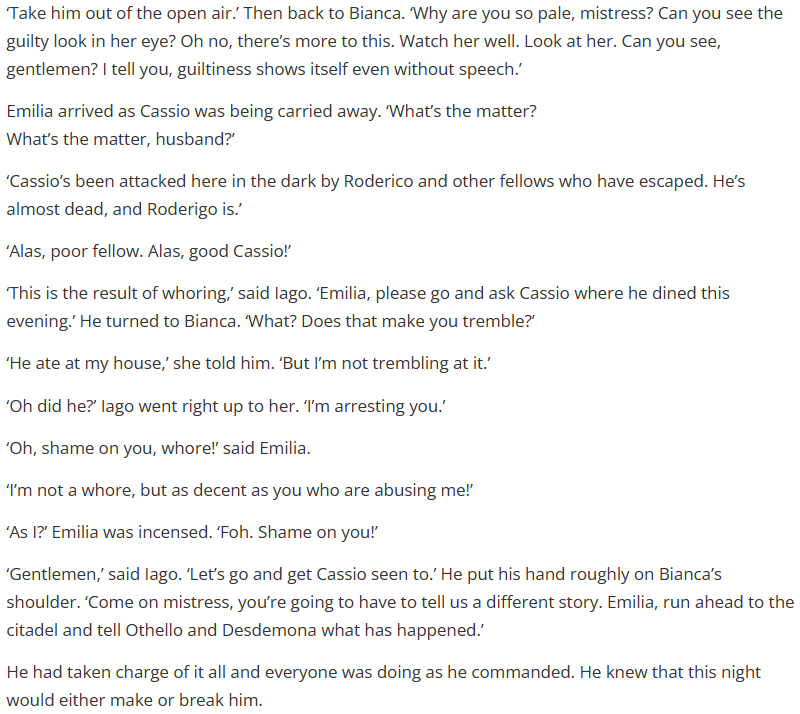 ‘Take him out of the open air.’ Then back to Bianca. ‘Why are you so pale, mistress? Can you see the
guilty look in her eye? Oh no, there’s more to this. Watch her well. Look at her. Can you see,
gentlemen? I tell you, guiltiness shows itself even without speech.’
Emilia arrived as Cassio was being carried away. ‘What’s the matter?
What’s the matter, husband?’
‘Cassio’s been attacked here in the dark by Roderico and other fellows who have escaped. He’s
almost dead, and Roderigo is.’
‘Alas, poor fellow. Alas, good Cassio!’
‘This is the result of whoring,’ said Iago. ‘Emilia, please go and ask Cassio where he dined this
evening.’ He turned to Bianca. ‘What? Does that make you tremble?’
‘He ate at my house,’ she told him. ‘But I’m not trembling at it.’
‘Oh did he?’ Iago went right up to her. ‘I’m arresting you.’
‘Oh, shame on you, whore!’ said Emilia.
‘I’m not a whore, but as decent as you who are abusing me!’
‘As I?’ Emilia was incensed. ‘Foh. Shame on you!’
‘Gentlemen,’ said Iago. ‘Let’s go and get Cassio seen to.’ He put his hand roughly on Bianca’s
shoulder. ‘Come on mistress, you’re going to have to tell us a different story. Emilia, run ahead to the
citadel and tell Othello and Desdemona what has happened.’
He had taken charge of it all and everyone was doing as he commanded. He knew that this night
would either make or break him.